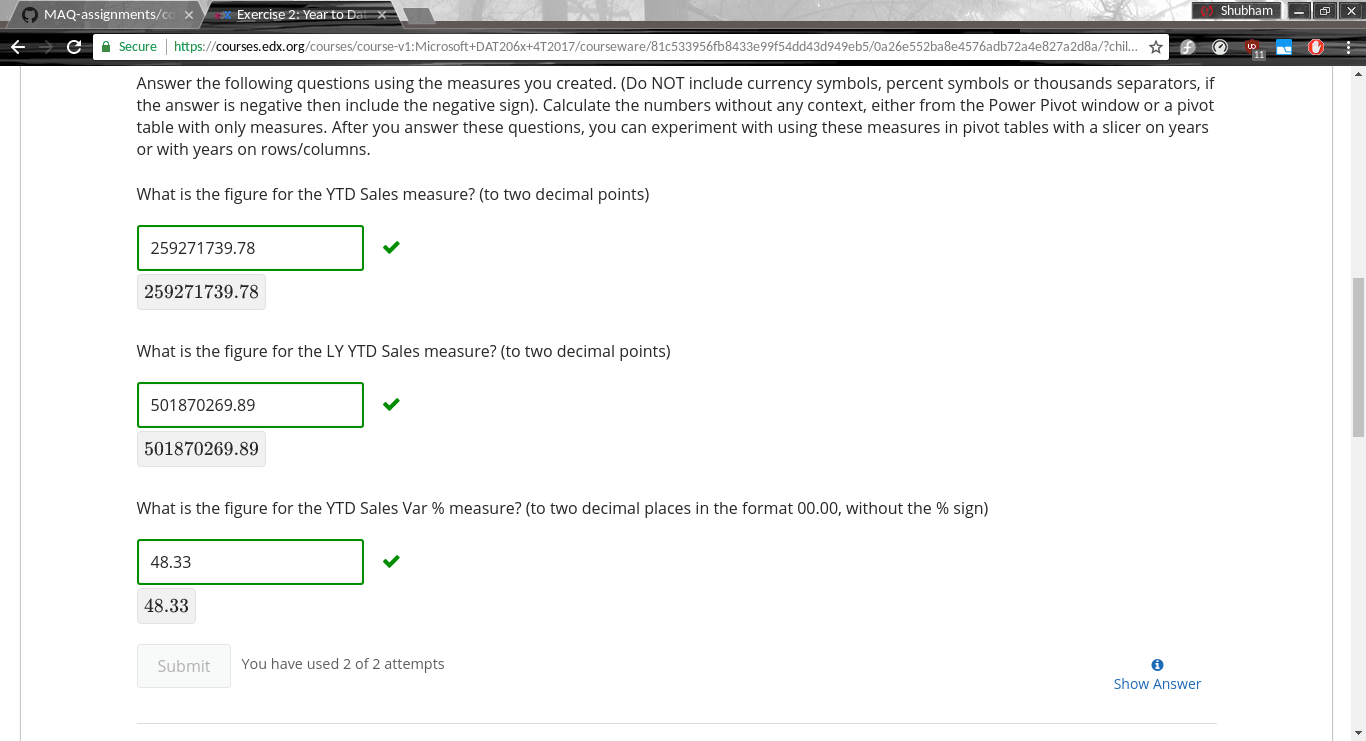 MAQ-assignments/co
Exercise 2: Year to Da
Shubham
Secure
https://courses.edx.org/courses/course-v1:Microsoft+DAT206x+4T2017/courseware/81c533956fb8433e99f54dd43d949eb5/0a26e552ba8e4576adb72a4e827a2d8a/?chil...
11
Answer the following questions using the measures you created. (Do NOT include currency symbols, percent symbols or thousands separators, if
the answer is negative then include the negative sign). Calculate the numbers without any context, either from the Power Pivot window or a pivot
table with only measures. After you answer these questions, you can experiment with using these measures in pivot tables with a slicer on years
or with years on rows/columns.
What is the figure for the YTD Sales measure? (to two decimal points)
259271739.78
259271739.78
What is the figure for the LY YTD Sales measure? (to two decimal points)
501870269.89
501870269.89
What is the figure for the YTD Sales Var % measure? (to two decimal places in the format 00.00, without the % sign)
48.33
48.33
Submit
You have used 2 of 2 attempts
Show Answer